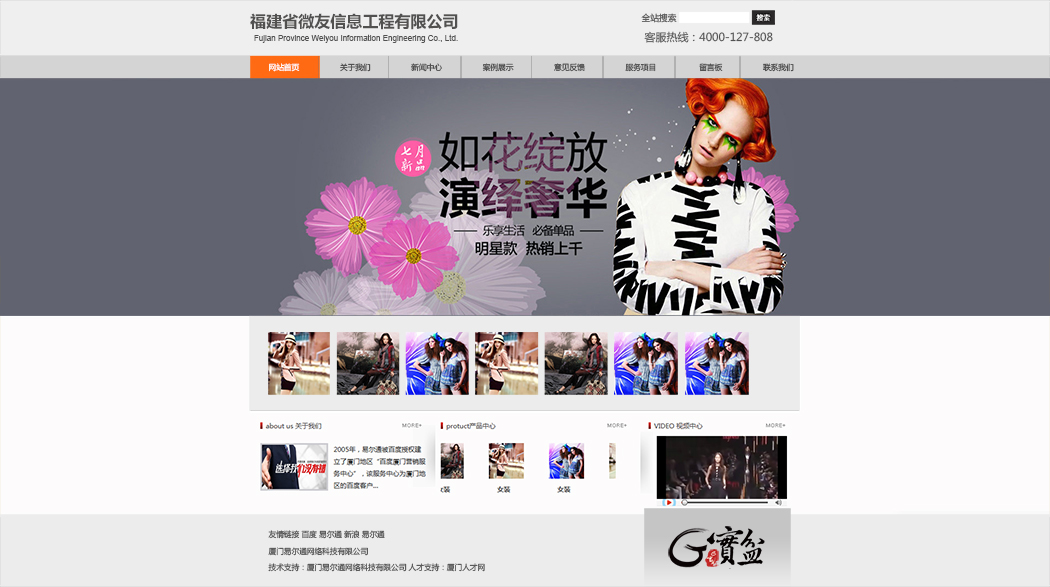 福建省微友信息工程有限公司
Fujian Province Weiyou Information Engineering Co., Ltd.
全站搜索 搜索
客服热线：4000-127-808
网站首页 关于我们 新闻中心 案例展示 意见反馈 服务项目 留言板 联系我们
七月新品
如花绽放
演绎奢华
乐享生活 必备单品
明星款 热销上千
about us 关于我们 MORE+
protuct产品中心 MORE+
VIDEO 视频中心 MORE+
选择我们没有错
2005年，易尔通被百度授权建
立了厦门地区“百度厦门营销服
务中心”，该服务中心为厦门地
区的百度客户...
女装 女装
友情链接 百度 易尔通 新浪 易尔通
厦门易尔通网络科技有限公司
技术支持：厦门易尔通网络科技有限公司 人才支持：厦门人才网
G 寶盆